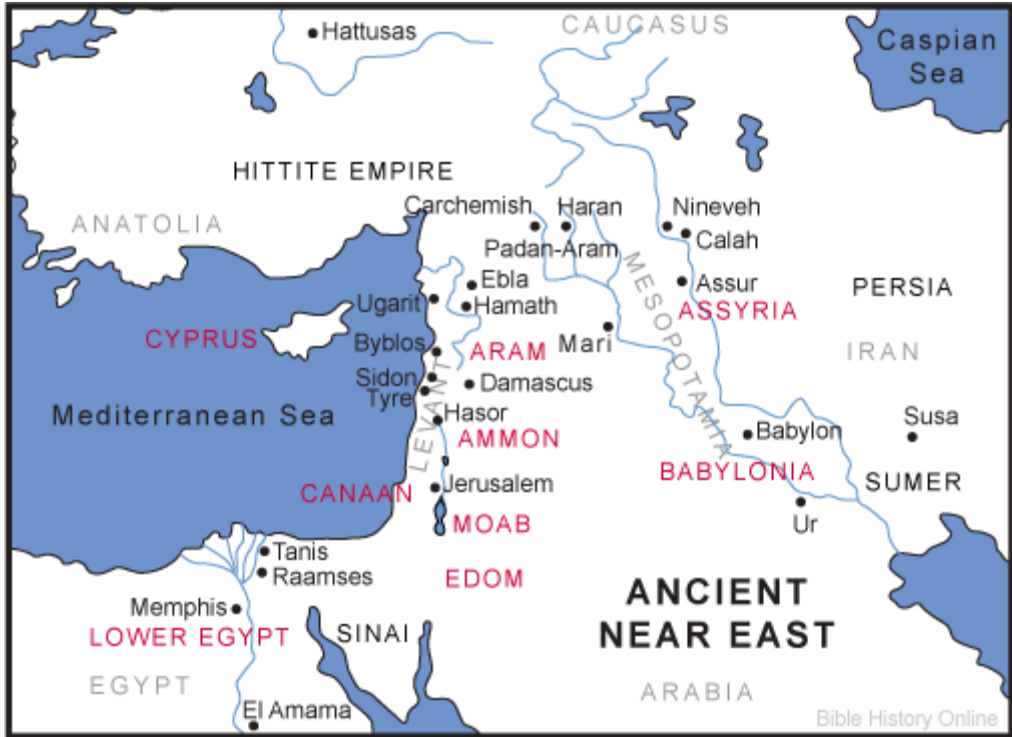 CAUCASUS
Hattusas
Caspian
Sea
HITTITE EMPIRE
ANATOLIA
Carchemish
Haran
Nineveh
Padan-Aram
Calah
Ebla
Assur
Ugarit
Hamath
MESOPOTAMIA
PERSIA
ASSYRIA
CYPRUS
Byblos
ARAM
Mari
IRAN
Sidon
Damascus
Tyre
LEVANT
Mediterranean Sea
Hasor
Susa
AMMON
Babylon
BABYLONIA
SUMER
CANAAN
Jerusalem
MOAB
Ur
Tanis
Raamses
EDOM
ANCIENT
NEAR EAST
Memphis
LOWER EGYPT
SINAI
EGYPT
ARABIA
El Amama
Bible History Online